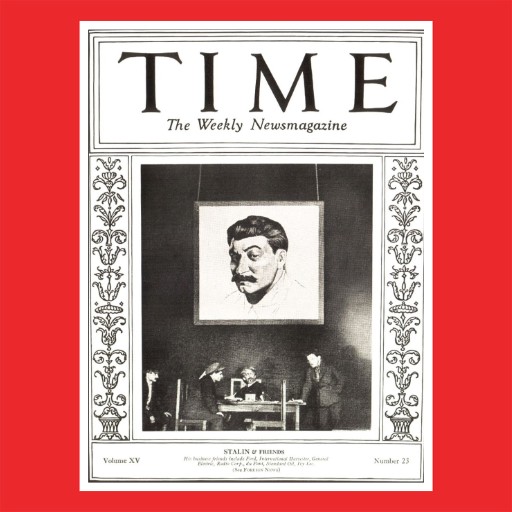 TIME
The Weekly Newsmagazine
STALIN & FRIENDS
His business friends include Ford, International Harvester, General
Electric, Radio Corp., du Pont, Standard Oil, Etc Etc.
(See FOREIGN NEWS)
Volume XV
Number 23